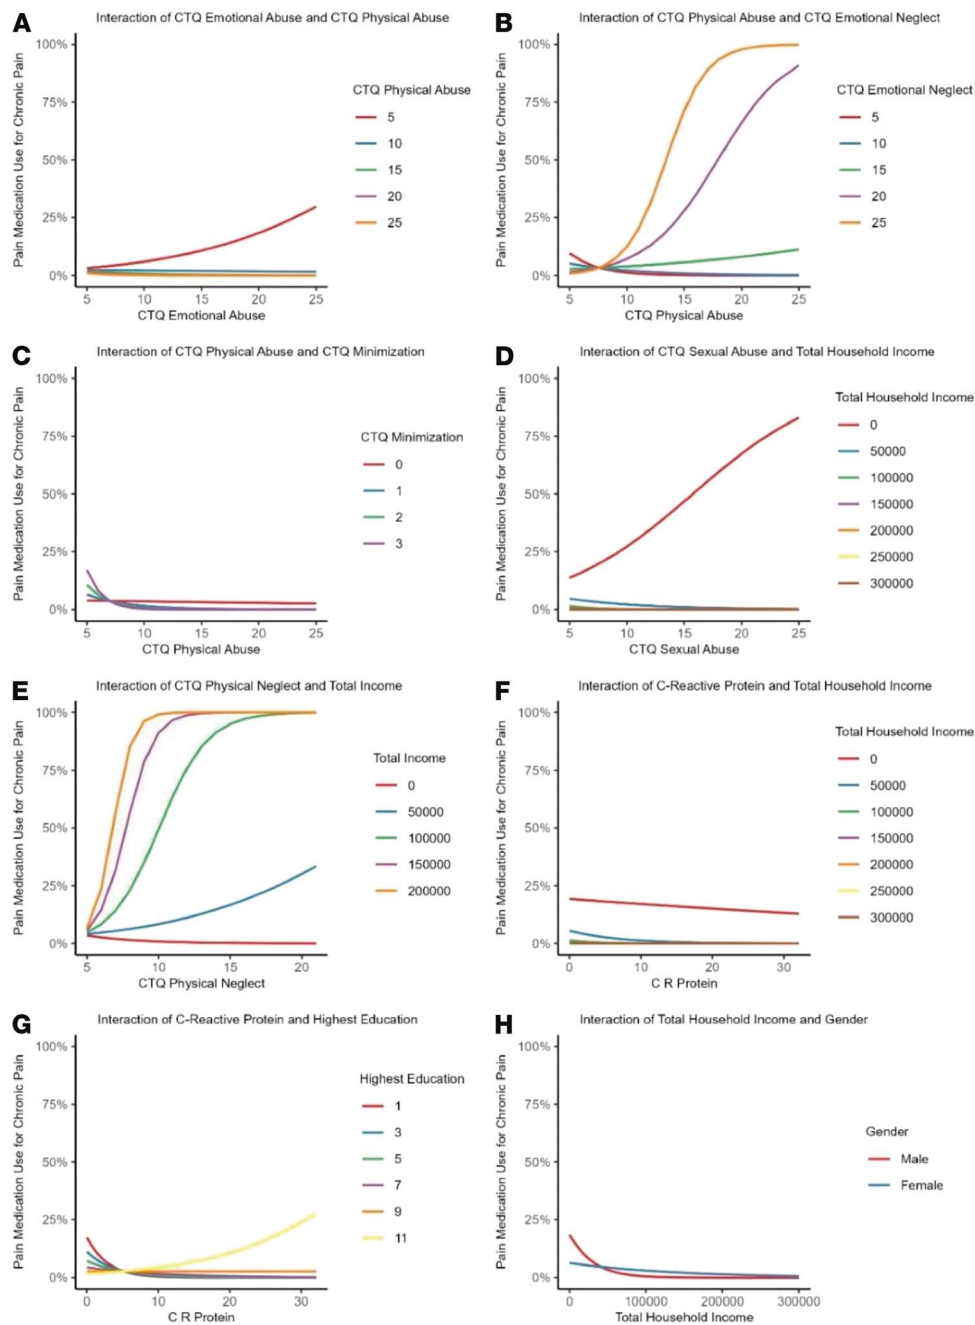 A
Interaction of CTQ Emotional Abuse and CTQ Physical Abuse
Pain Medication Use for Chronic Pain
100%
75%
50%
25%
0%
5 10 15 20 25
CTQ Emotional Abuse
CTQ Physical Abuse
5
10
15
20
25
B
Interaction of CTQ Physical Abuse and CTQ Emotional Neglect
Pain Medication Use for Chronic Pain
100%
75%
50%
25%
0%
5 10 15 20 25
CTQ Physical Abuse
CTQ Emotional Neglect
5
10
15
20
25
C
Interaction of CTQ Physical Abuse and CTQ Minimization
Pain Medication Use for Chronic Pain
100%
75%
50%
25%
0%
5 10 15 20 25
CTQ Physical Abuse
CTQ Minimization
0
1
2
3
D
Interaction of CTQ Sexual Abuse and Total Household Income
Pain Medication Use for Chronic Pain
100%
75%
50%
25%
0%
5 10 15 20 25
CTQ Sexual Abuse
Total Household Income
0
50000
100000
150000
200000
250000
300000
E
Interaction of CTQ Physical Neglect and Total Income
Pain Medication Use for Chronic Pain
100%
75%
50%
25%
0%
5 10 15 20
CTQ Physical Neglect
Total Income
0
50000
100000
150000
200000
F
Interaction of C-Reactive Protein and Total Household Income
Pain Medication Use for Chronic Pain
100%
75%
50%
25%
0%
0 10 20 30
C R Protein
Total Household Income
0
50000
100000
150000
200000
250000
300000
G
Interaction of C-Reactive Protein and Highest Education
Pain Medication Use for Chronic Pain
100%
75%
50%
25%
0%
0 10 20 30
C R Protein
Highest Education
1
3
5
7
9
11
H
Interaction of Total Household Income and Gender
Pain Medication Use for Chronic Pain
100%
75%
50%
25%
0%
0 100000 200000 300000
Total Household Income
Gender
Male
Female